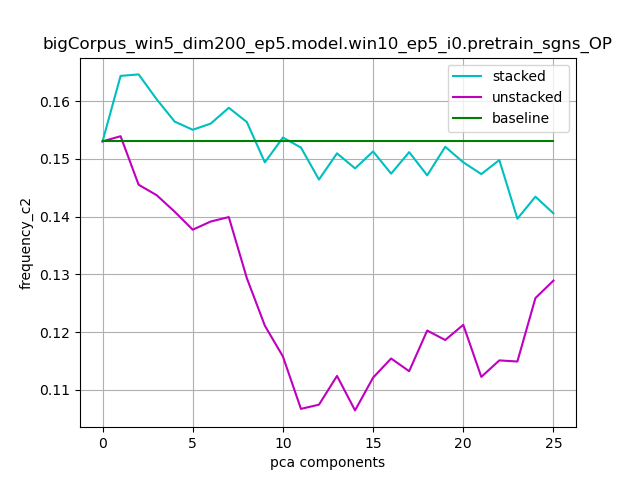 bigCorpus_win5_dim200_ep5.model.win10_ep5_i0.pretrain_sgns_OP
stacked
unstacked
baseline
frequency_c2
0.16
0.15
0.14
0.13
0.12
0.11
0 5 10 15 20 25
pca components